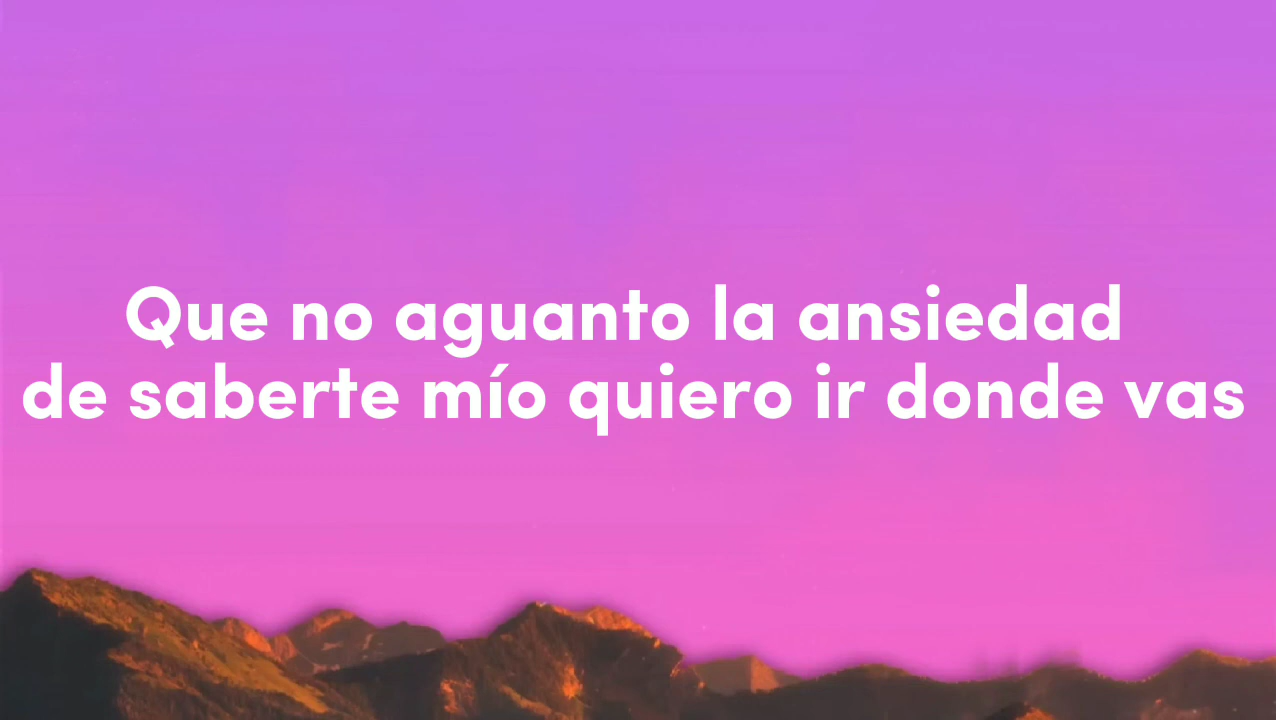 Que no aguanto la ansiedad
de saberte mío quiero ir donde vas